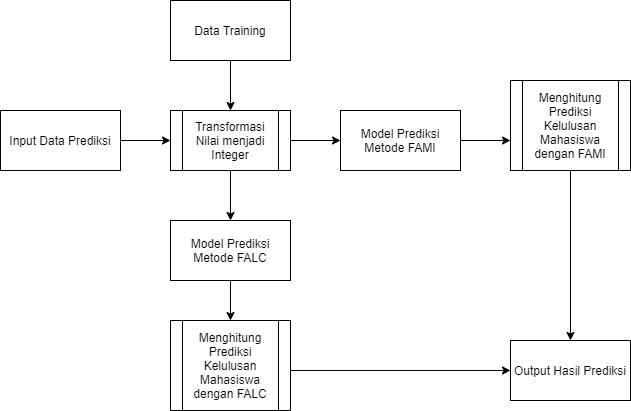 Data Training
Input Data Prediksi
Transformasi
Nilai menjadi
Integer
Model Prediksi
Metode FAMI
Menghitung
Prediksi
Kelulusan
Mahasiswa
dengan FAMI
Model Prediksi
Metode FALC
Menghitung
Prediksi
Kelulusan
Mahasiswa
dengan FALC
Output Hasil Prediksi